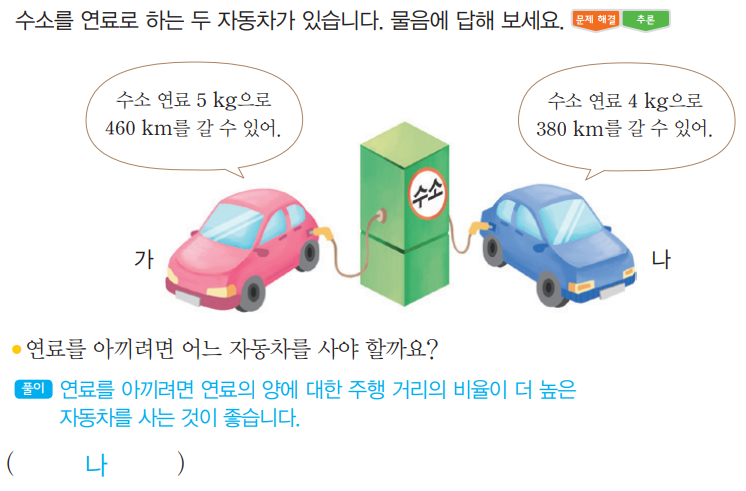 수소를 연료로 하는 두 자동차가 있습니다. 물음에 답해 보세요. 문제 해결 추론
수소 연료 5 kg으로
460 km를 갈 수 있어.
수소 연료 4 kg으로
380 km를 갈 수 있어.
수소
가
나
연료를 아끼려면 어느 자동차를 사야 할까요?
풀이 연료를 아끼려면 연료의 양에 대한 주행 거리의 비율이 더 높은
자동차를 사는 것이 좋습니다.
( 나 )